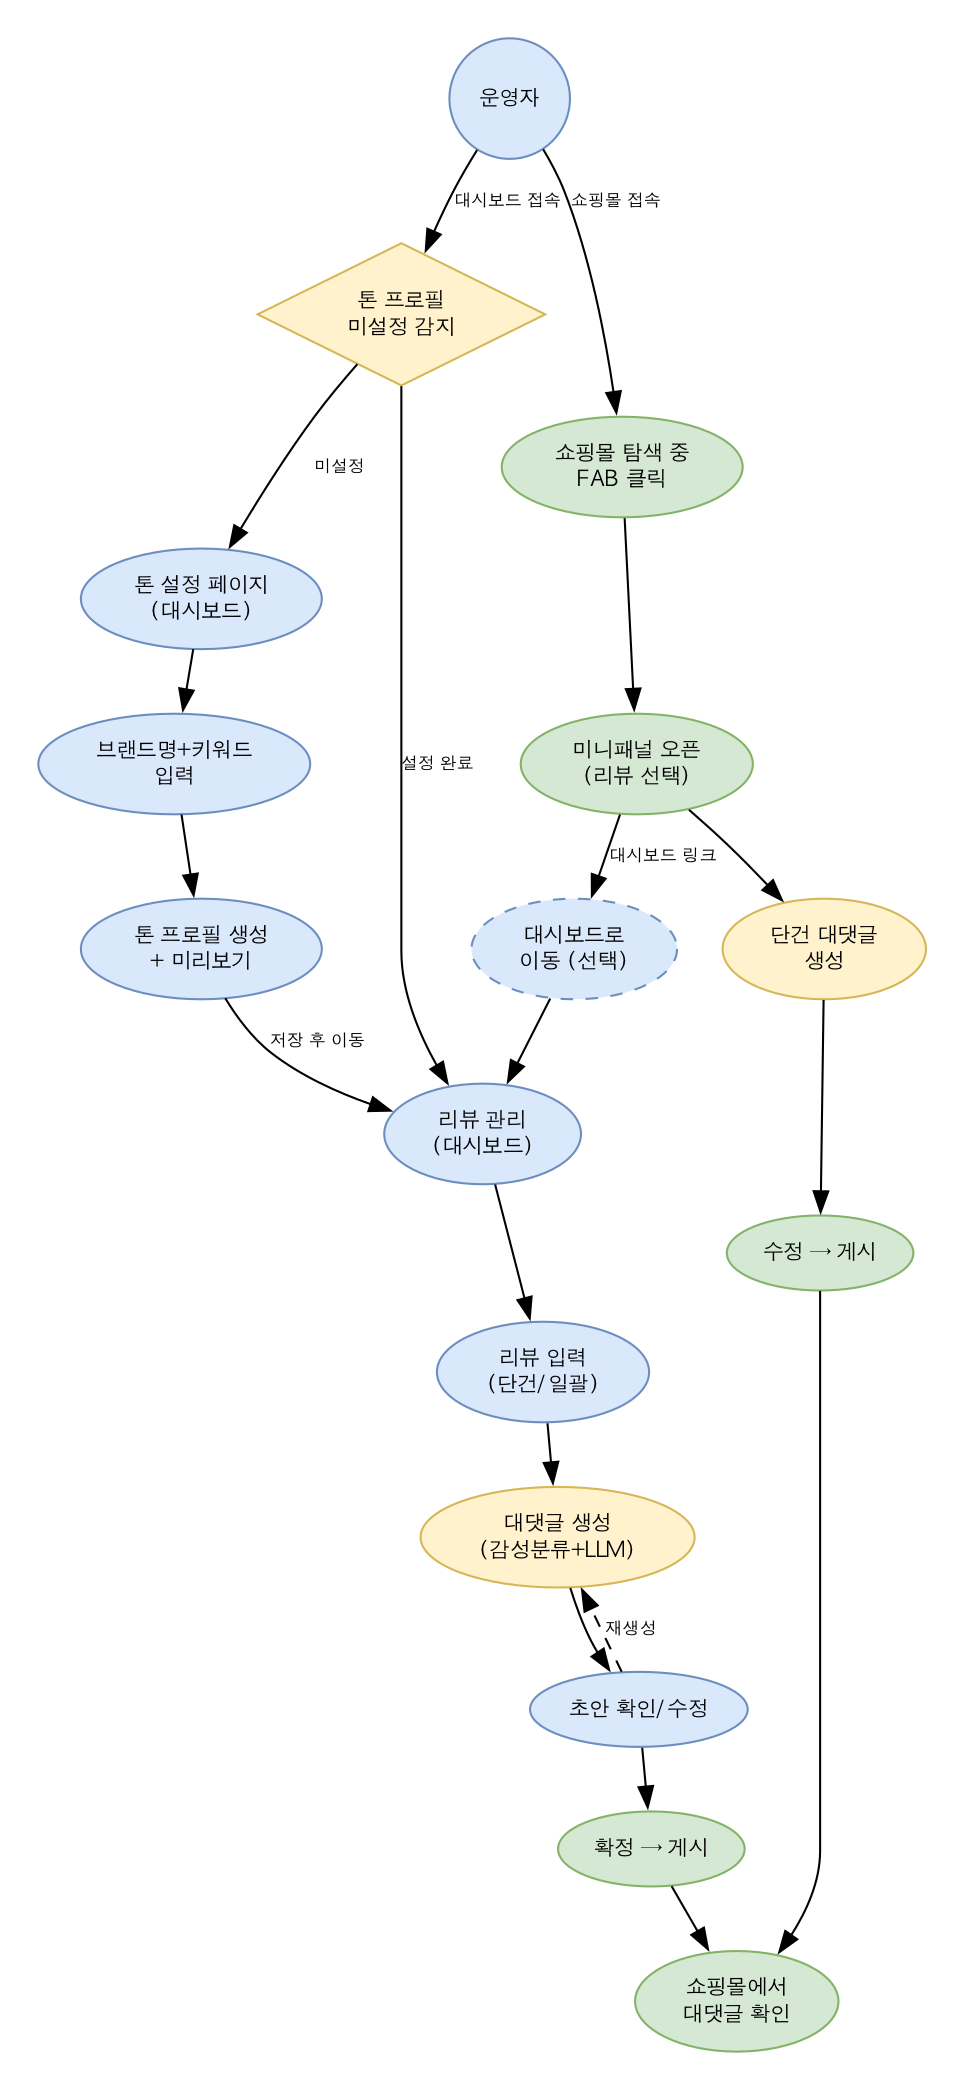 운영자
대시보드 접속
쇼핑몰 접속
톤 프로필
미설정 감지
쇼핑몰 탐색 중
FAB 클릭
미설정
톤 설정 페이지
(대시보드)
브랜드명+키워드
입력
설정 완료
미니패널 오픈
(리뷰 선택)
대시보드 링크
톤 프로필 생성
+ 미리보기
대시보드로
이동 (선택)
단건 대댓글
생성
저장 후 이동
리뷰 관리
(대시보드)
수정 → 게시
리뷰 입력
(단건/일괄)
대댓글 생성
(감성분류+LLM)
재생성
초안 확인/수정
확정 → 게시
쇼핑몰에서
대댓글 확인